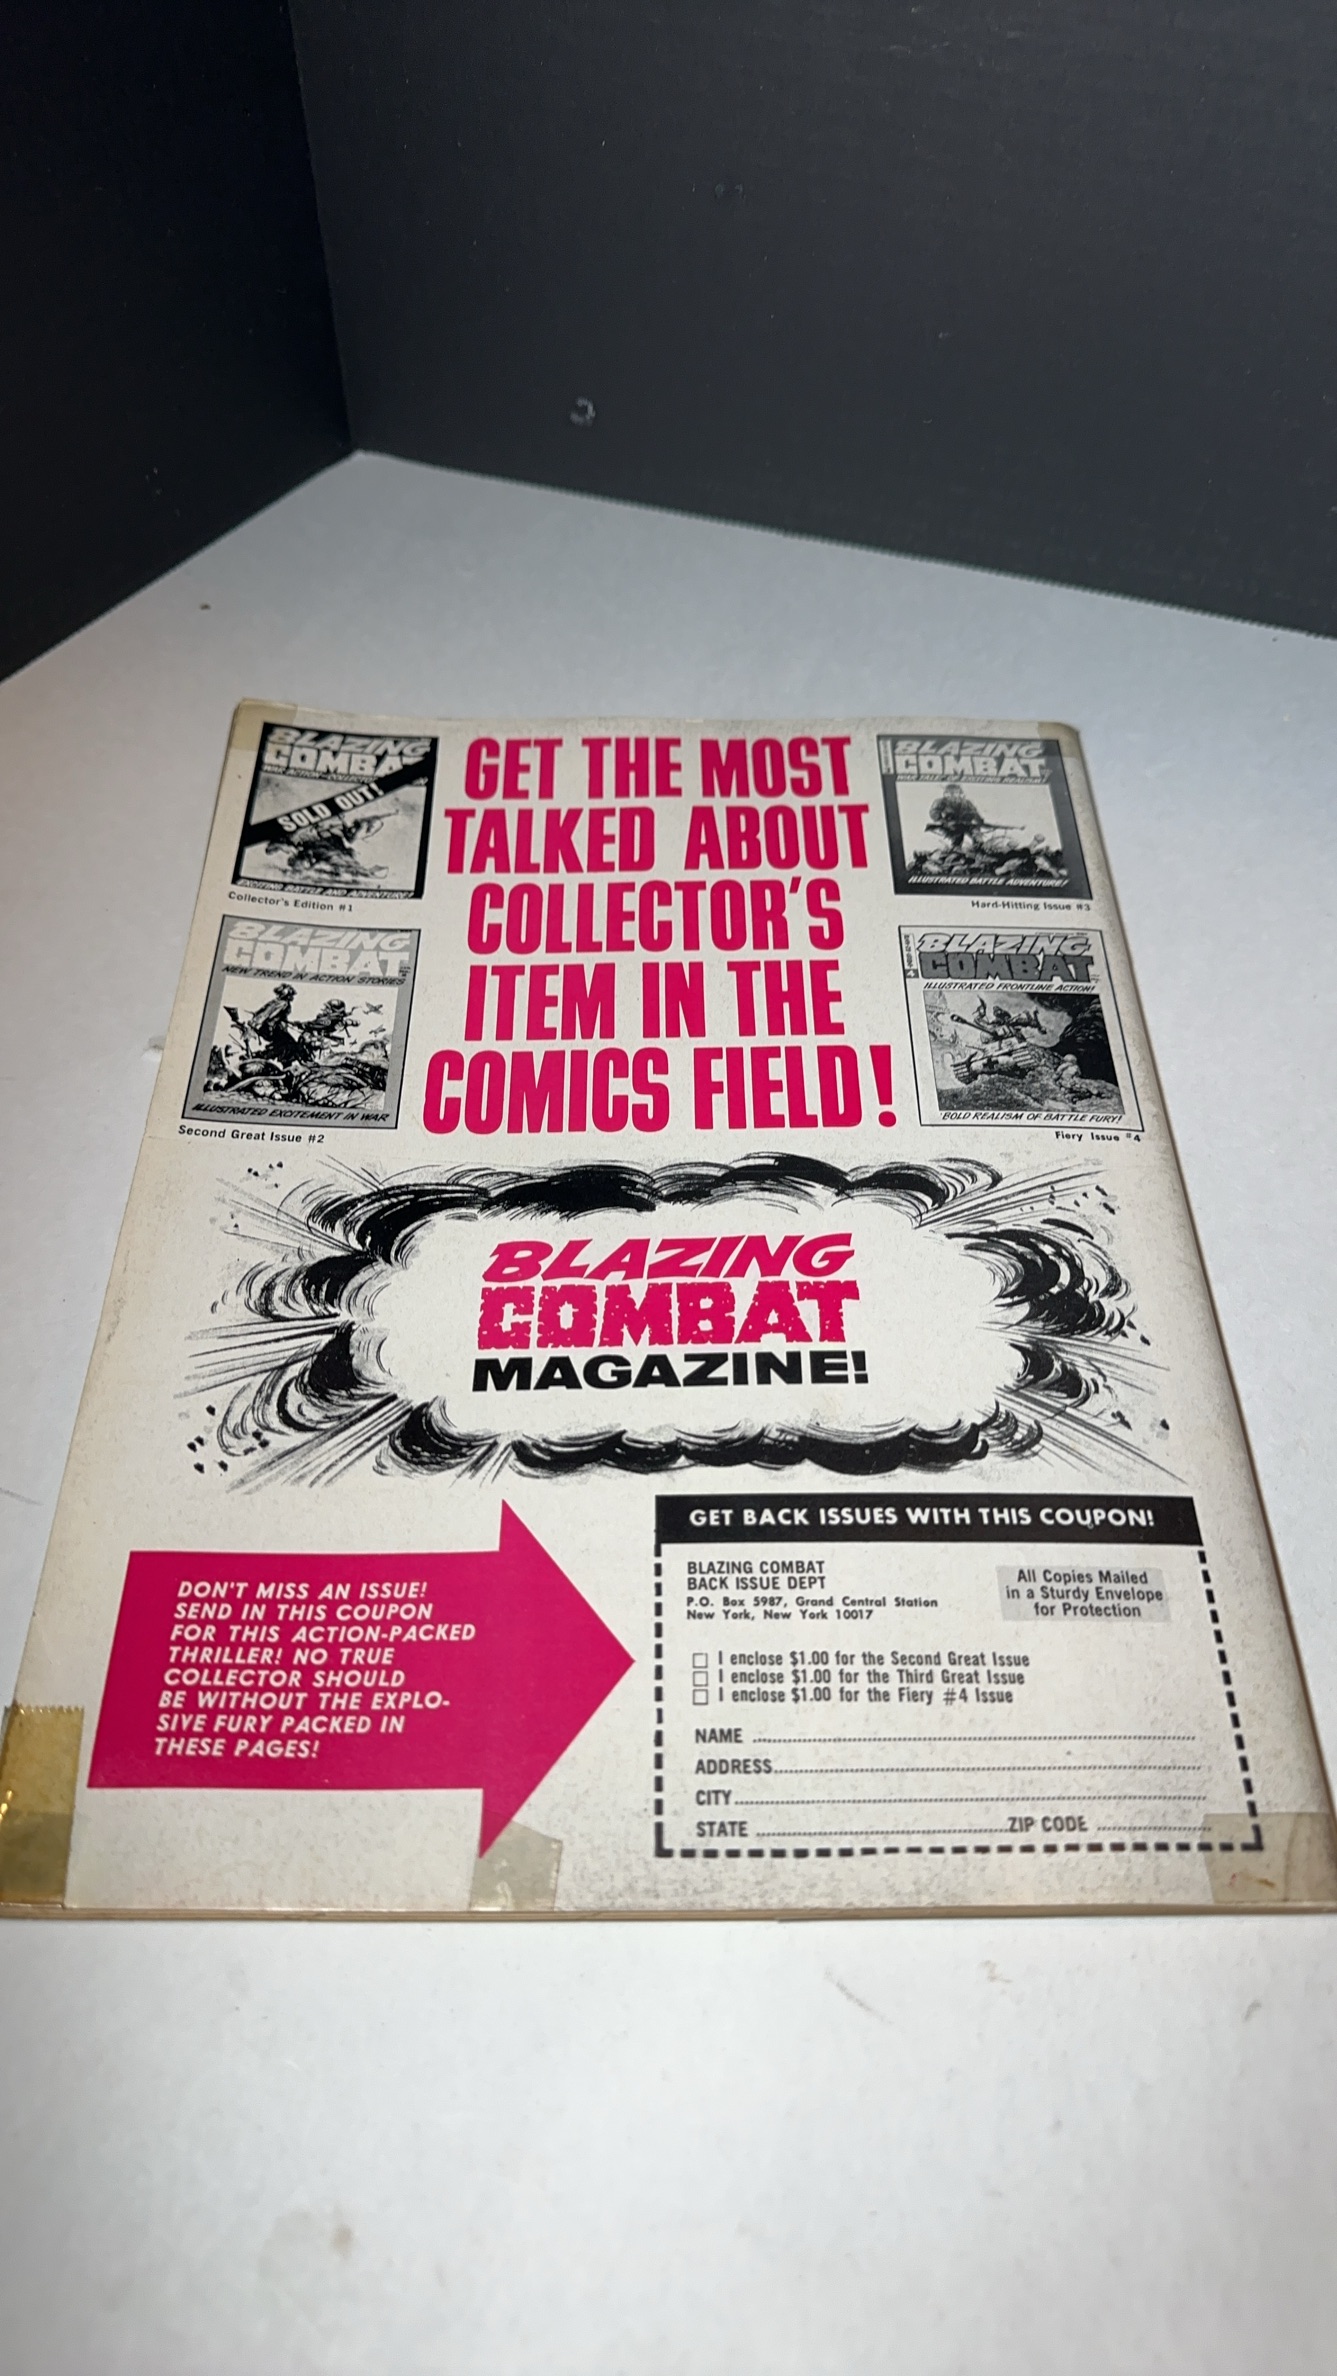 BLAZING
COMBAT
SOLD OUT!
EXCITING BATTLE AND ADVENTURE!
Collector's Edition #1
BLAZING
COMBAT
NEW TREND IN ACTION STORIES
ILLUSTRATED EXCITEMENT IN WAR
Second Great Issue #2
GET THE MOST
TALKED ABOUT
COLLECTOR'S
ITEM IN THE
COMICS FIELD!
BLAZING
COMBAT
ILLUSTRATED BATTLE ADVENTURE!
Hard-Hitting Issue #3
BLAZING
COMBAT
ILLUSTRATED FRONTLINE ACTION!
BOLD REALISM OF BATTLE FURY!
Fiery Issue #4
BLAZING
COMBAT
MAGAZINE!
DON'T MISS AN ISSUE!
SEND IN THIS COUPON
FOR THIS ACTION-PACKED
THRILLER! NO TRUE
COLLECTOR SHOULD
BE WITHOUT THE EXPLO-
SIVE FURY PACKED IN
THESE PAGES!
GET BACK ISSUES WITH THIS COUPON!
BLAZING COMBAT
BACK ISSUE DEPT
P.O. Box 5987, Grand Central Station
New York, New York 10017
All Copies Mailed
in a Sturdy Envelope
for Protection
I enclose $1.00 for the Second Great Issue
I enclose $1.00 for the Third Great Issue
I enclose $1.00 for the Fiery #4 Issue
NAME
ADDRESS
CITY
STATE ZIP CODE